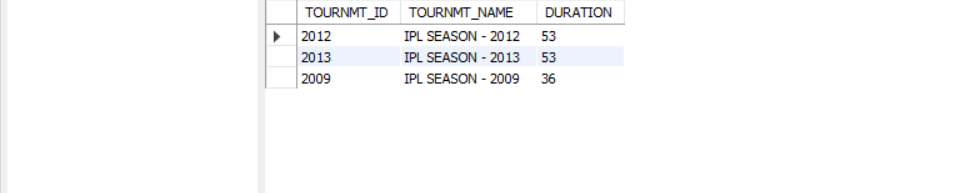 TOURNMT_ID TOURNMT_NAME DURATION
2012 IPL SEASON - 2012 53
2013 IPL SEASON - 2013 53
2009 IPL SEASON - 2009 36